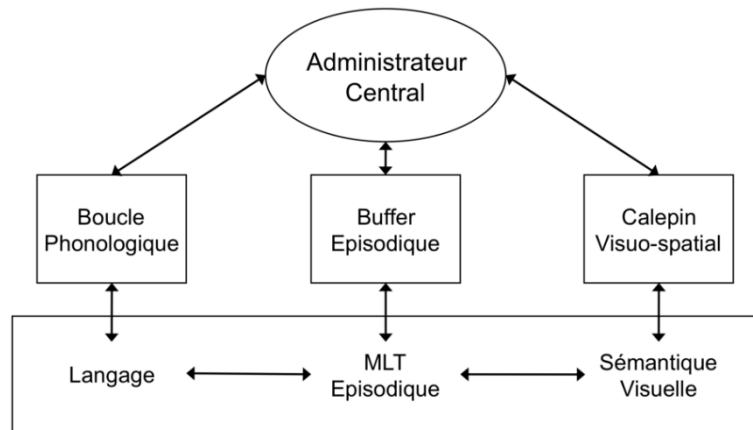 Administrateur
Central
Boucle
Phonologique
Buffer
Episodique
Calepin
Visuo-spatial
Langage
MLT
Episodique
Sémantique
Visuelle